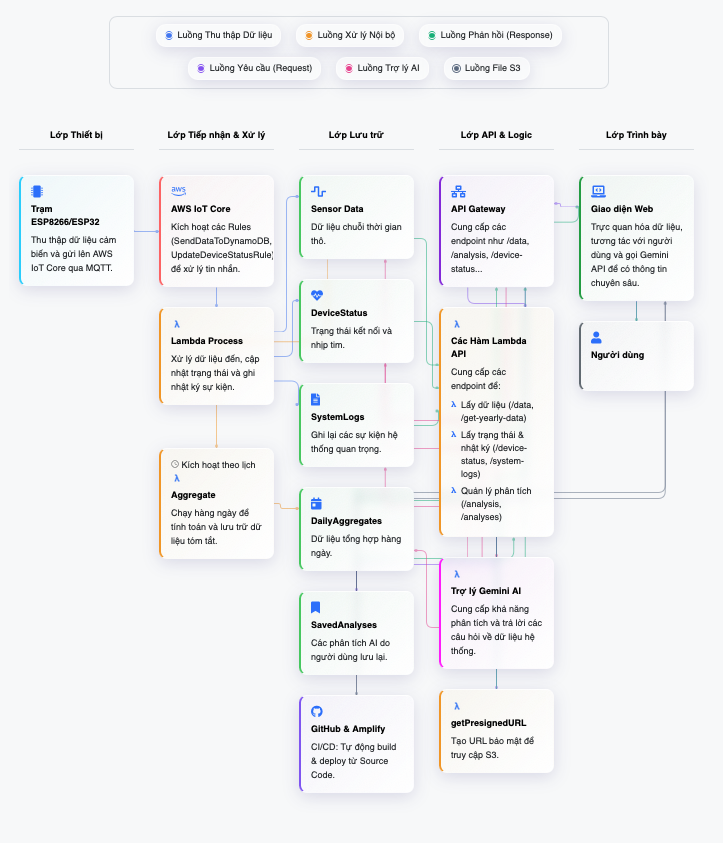 Luồng Thu thập Dữ liệu
Luồng Xử lý Nội bộ
Luồng Phản hồi (Response)
Luồng Yêu cầu (Request)
Luồng Trợ lý AI
Luồng File S3
Lớp Thiết bị
Lớp Tiếp nhận & Xử lý
Lớp Lưu trữ
Lớp API & Logic
Lớp Trình bày
Trạm
ESP8266/ESP32
Thu thập dữ liệu cảm
biến và gửi lên AWS
IoT Core qua MQTT.
aws
AWS IoT Core
Kích hoạt các Rules
(SendDataToDynamoDB,
UpdateDeviceStatusRule)
để xử lý tin nhắn.
λ
Lambda Process
Xử lý dữ liệu đến, cập
nhật trạng thái và ghi
nhật ký sự kiện.
Kích hoạt theo lịch
λ
Aggregate
Chạy hàng ngày để
tính toán và lưu trữ dữ
liệu tóm tắt.
Sensor Data
Dữ liệu chuỗi thời gian
thô.
DeviceStatus
Trạng thái kết nối và
nhịp tim.
SystemLogs
Ghi lại các sự kiện hệ
thống quan trọng.
DailyAggregates
Dữ liệu tổng hợp hàng
ngày.
SavedAnalyses
Các phân tích AI do
người dùng lưu lại.
GitHub & Amplify
CI/CD: Tự động build
& deploy từ Source
Code.
API Gateway
Cung cấp các
endpoint như /data,
/analysis, /device-
status...
λ
Các Hàm Lambda
API
Cung cấp các
endpoint để:
λ Lấy dữ liệu (/data,
/get-yearly-data)
λ Lấy trạng thái &
nhật ký (/device-
status, /system-
logs)
λ Quản lý phân tích
(/analysis,
/analyses)
λ
Trợ lý Gemini AI
Cung cấp khả năng
phân tích và trả lời các
câu hỏi về dữ liệu hệ
thống.
λ
getPresignedURL
Tạo URL bảo mật để
truy cập S3.
Giao diện Web
Trực quan hóa dữ liệu,
tương tác với người
dùng và gọi Gemini
API để có thông tin
chuyên sâu.
Người dùng